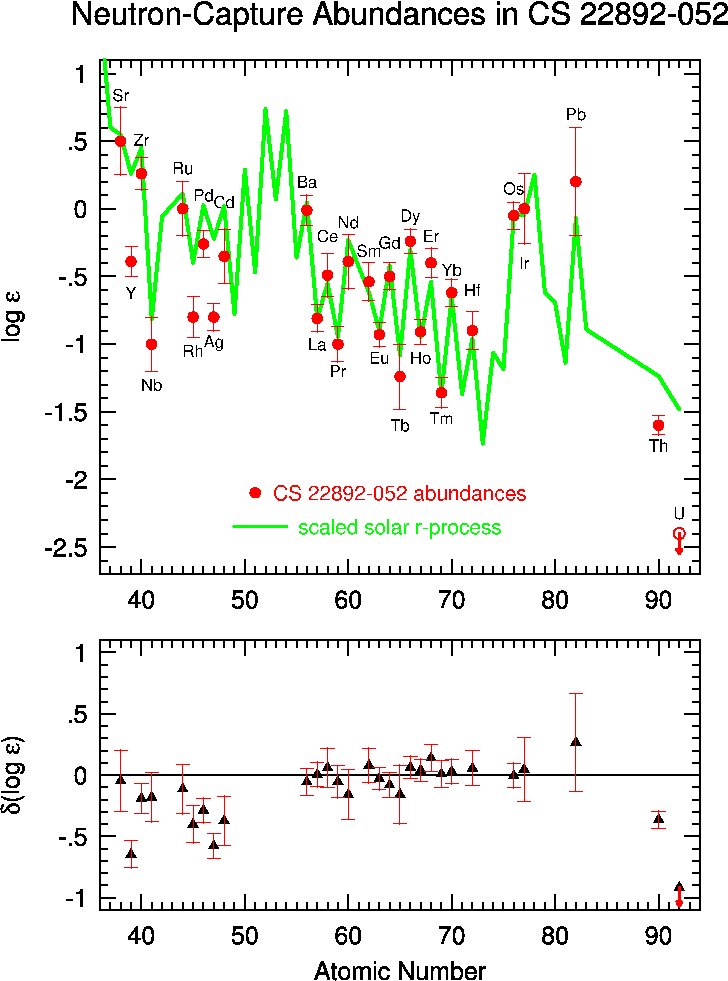 Neutron-Capture Abundances in CS 22892-052
1
.5
0
-.5
-1
-1.5
-2
-2.5
log ε
Sr
Y
Zr
Nb
Ru
Rh
Pd
Ag
Cd
Ba
La
Ce
Pr
Nd
Sm
Eu
Gd
Tb
Dy
Ho
Er
Tm
Yb
Hf
Os
Ir
Pb
Th
U
CS 22892-052 abundances
scaled solar r-process
40 50 60 70 80 90
1
.5
0
-.5
-1
δ(log ε)
40 50 60 70 80 90
Atomic Number